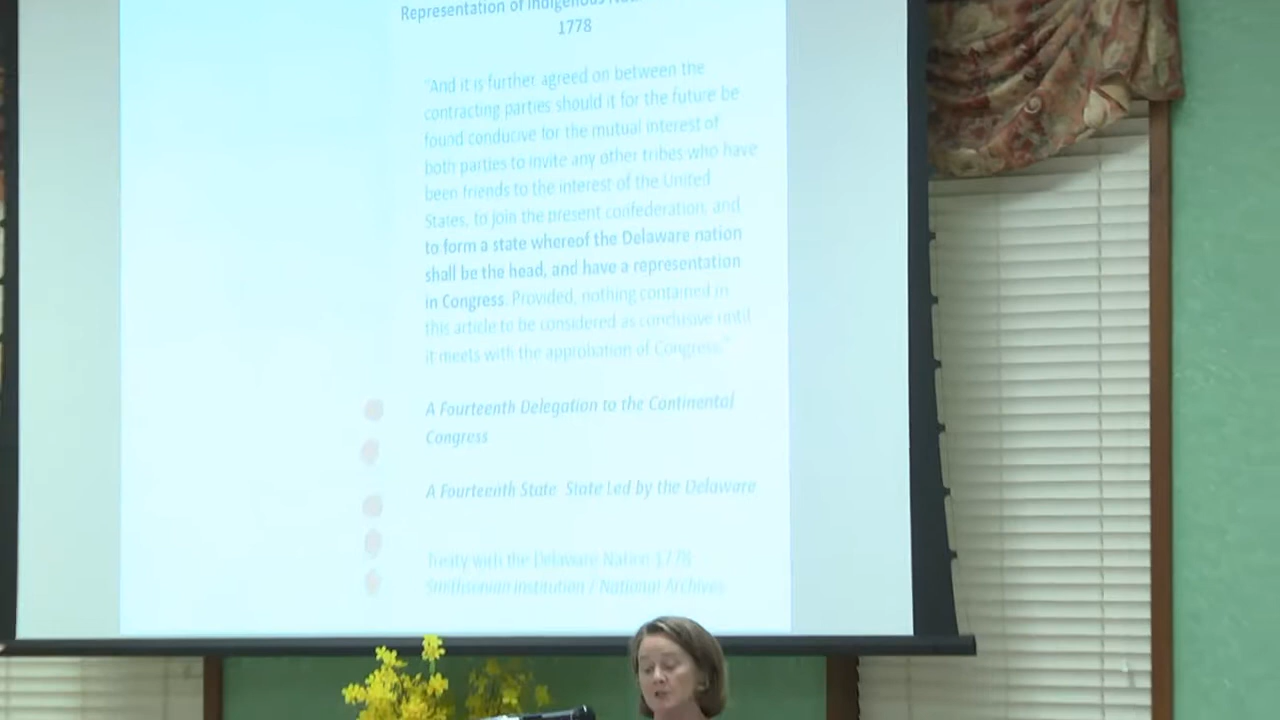 Representation of Indigenous
1778
"And it is further agreed on between the
contracting parties should it for the future be
found conducive for the mutual interest of
both parties to invite any other tribes who have
been friends to the interest of the United
States, to join the present confederation, and
to form a state whereof the Delaware nation
shall be the head, and have a representation
in Congress. Provided, nothing contained in
this article to be considered as conclusive until
it meets with the approbation of Congress."
A Fourteenth Delegation to the Continental
Congress
A Fourteenth State State Led by the Delaware
Treaty with the Delaware Nation 1778
Smithsonian Institution / National Archives